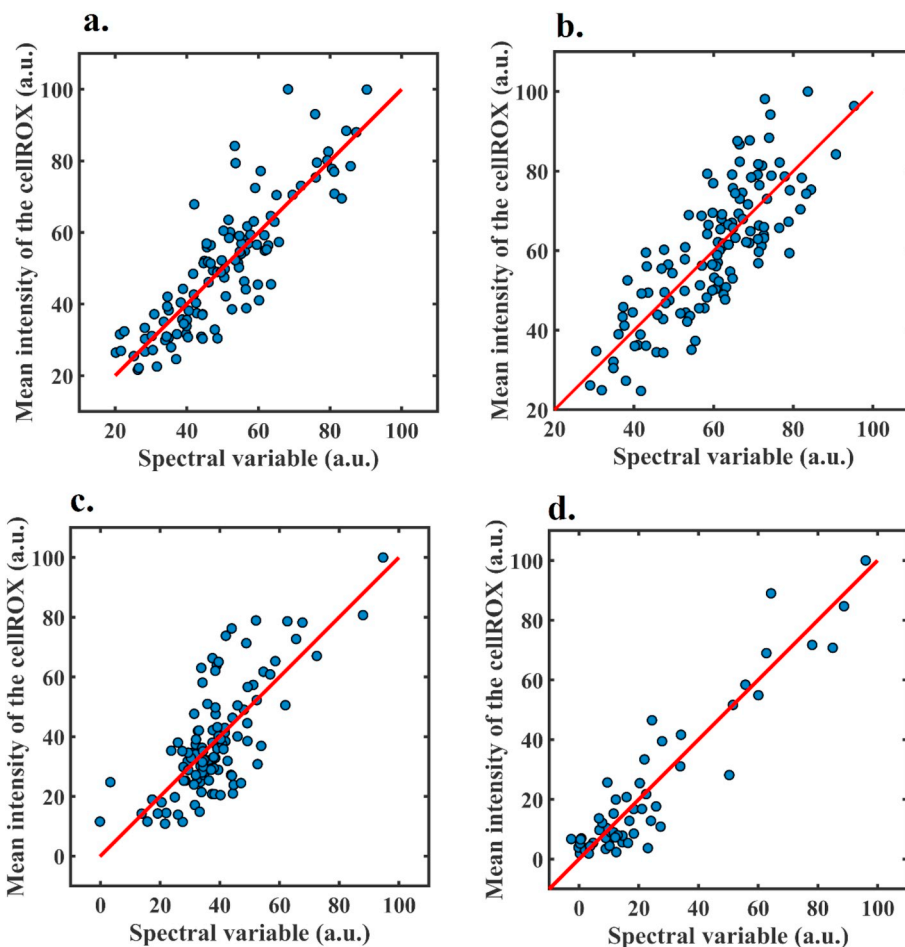 a.
Mean intensity of the cellROX (a.u.)
100
80
60
40
20
20 40 60 80 100
Spectral variable (a.u.)
b.
Mean intensity of the cellROX (a.u.)
100
80
60
40
20
20 40 60 80 100
Spectral variable (a.u.)
c.
Mean intensity of the cellROX (a.u.)
100
80
60
40
20
0
0 20 40 60 80 100
Spectral variable (a.u.)
d.
Mean intensity of the cellROX (a.u.)
100
80
60
40
20
0
0 20 40 60 80 100
Spectral variable (a.u.)